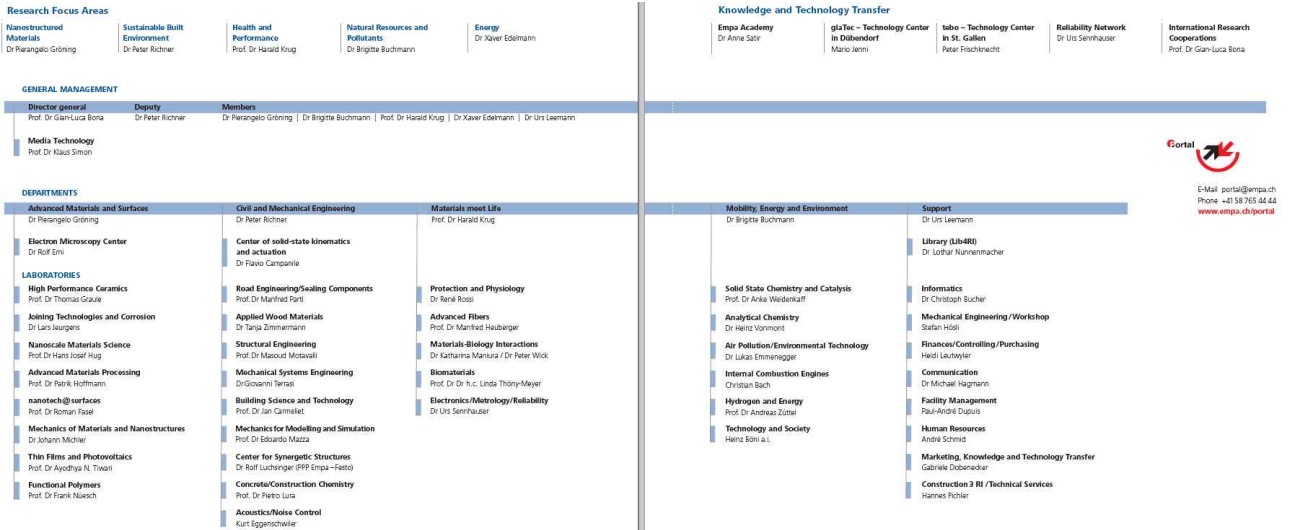 Research Focus Areas
Nanostructured
Materials
Dr Pierangelo Gröning
Sustainable Built
Environment
Dr Peter Richner
Health and
Performance
Prof. Dr Harald Krug
Natural Resources and
Pollutants
Dr Brigitte Buchmann
Energy
Dr Xaver Edelmann
Knowledge and Technology Transfer
Empa Academy
Dr Anne Satir
glaTec – Technology Center
in Dübendorf
Mario Jenni
tebo – Technology Center
in St. Gallen
Peter Frischknecht
Reliability Network
Dr Urs Sennhauser
International Research
Cooperations
Prof. Dr Gian-Luca Bona
GENERAL MANAGEMENT
Director general
Prof. Dr Gian-Luca Bona
Deputy
Dr Peter Richner
Members
Dr Pierangelo Gröning | Dr Brigitte Buchmann | Prof. Dr Harald Krug | Dr Xaver Edelmann | Dr Urs Leemann
Media Technology
Prof. Dr Klaus Simon
Portal
E-Mail portal@empa.ch
Phone +41 58 765 44 44
www.empa.ch/portal
DEPARTMENTS
Advanced Materials and Surfaces
Dr Pierangelo Gröning
Electron Microscopy Center
Dr Rolf Erni
LABORATORIES
High Performance Ceramics
Prof. Dr Thomas Graule
Joining Technologies and Corrosion
Dr Lars Jeurgens
Nanoscale Materials Science
Prof. Dr Hans Josef Hug
Advanced Materials Processing
Prof. Dr Patrik Hoffmann
nanotech@surfaces
Prof. Dr Roman Fasel
Mechanics of Materials and Nanostructures
Dr Johann Michler
Thin Films and Photovoltaics
Prof. Dr Ayodhya N. Tiwari
Functional Polymers
Prof. Dr Frank Nüesch
Civil and Mechanical Engineering
Dr Peter Richner
Center of solid-state kinematics
and actuation
Dr Flavio Campanile
Road Engineering/Sealing Components
Prof. Dr Manfred Partl
Applied Wood Materials
Dr Tanja Zimmermann
Structural Engineering
Prof. Dr Masoud Motavalli
Mechanical Systems Engineering
Dr Giovanni Terrasi
Building Science and Technology
Prof. Dr Jan Carmeliet
Mechanics for Modelling and Simulation
Prof. Dr Edoardo Mazza
Center for Synergetic Structures
Dr Rolf Luchsinger (PPP Empa – Festo)
Concrete/Construction Chemistry
Prof. Dr Pietro Lura
Acoustics/Noise Control
Kurt Eggenschwiler
Materials meet Life
Prof. Dr Harald Krug
Protection and Physiology
Dr René Rossi
Advanced Fibers
Prof. Dr Manfred Heuberger
Materials-Biology Interactions
Dr Katharina Maniura / Dr Peter Wick
Biomaterials
Prof. Dr Dr h.c. Linda Thöny-Meyer
Electronics/Metrology/Reliability
Dr Urs Sennhauser
Mobility, Energy and Environment
Dr Brigitte Buchmann
Solid State Chemistry and Catalysis
Prof. Dr Anke Weidenkaff
Analytical Chemistry
Dr Heinz Vonmont
Air Pollution/Environmental Technology
Dr Lukas Emmenegger
Internal Combustion Engines
Christian Bach
Hydrogen and Energy
Prof. Dr Andreas Züttel
Technology and Society
Heinz Böni a.i.
Support
Dr Urs Leemann
Library (Lib4RI)
Dr Lothar Nunnenmacher
Informatics
Dr Christoph Bucher
Mechanical Engineering/Workshop
Stefan Hösli
Finances/Controlling/Purchasing
Heidi Leutwyler
Communication
Dr Michael Hagmann
Facility Management
Paul-André Dupuis
Human Resources
André Schmid
Marketing, Knowledge and Technology Transfer
Gabriele Dobenecker
Construction 3 RI /Technical Services
Hannes Pichler